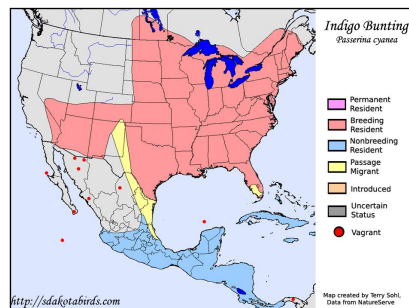 Indigo Bunting
Passerina cyanea
Permanent
Resident
Breeding
Resident
Nonbreeding
Resident
Passage
Migrant
Introduced
Uncertain
Status
Vagrant
http://sdakotabirds.com
Map created by Terry Sohl,
Data from NatureServe